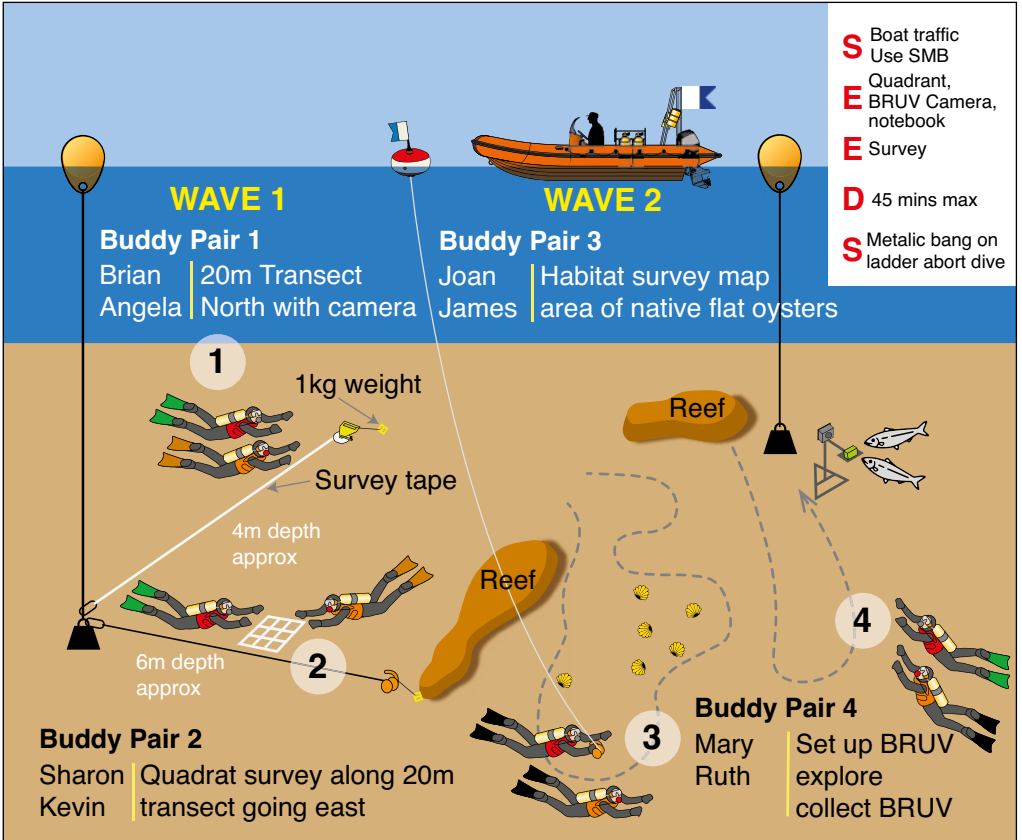 S Boat traffic
Use SMB
E Quadrant,
BRUV Camera,
notebook
E Survey
D 45 mins max
S Metalic bang on
ladder abort dive
WAVE 1
Buddy Pair 1
Brian 20m Transect
Angela North with camera
WAVE 2
Buddy Pair 3
Joan Habitat survey map
James area of native flat oysters
1
1kg weight
Survey tape
4m depth
approx
Reef
Reef
2
6m depth
approx
3
4
Buddy Pair 2
Sharon Quadrat survey along 20m
Kevin transect going east
Buddy Pair 4
Mary Set up BRUV
Ruth explore
collect BRUV